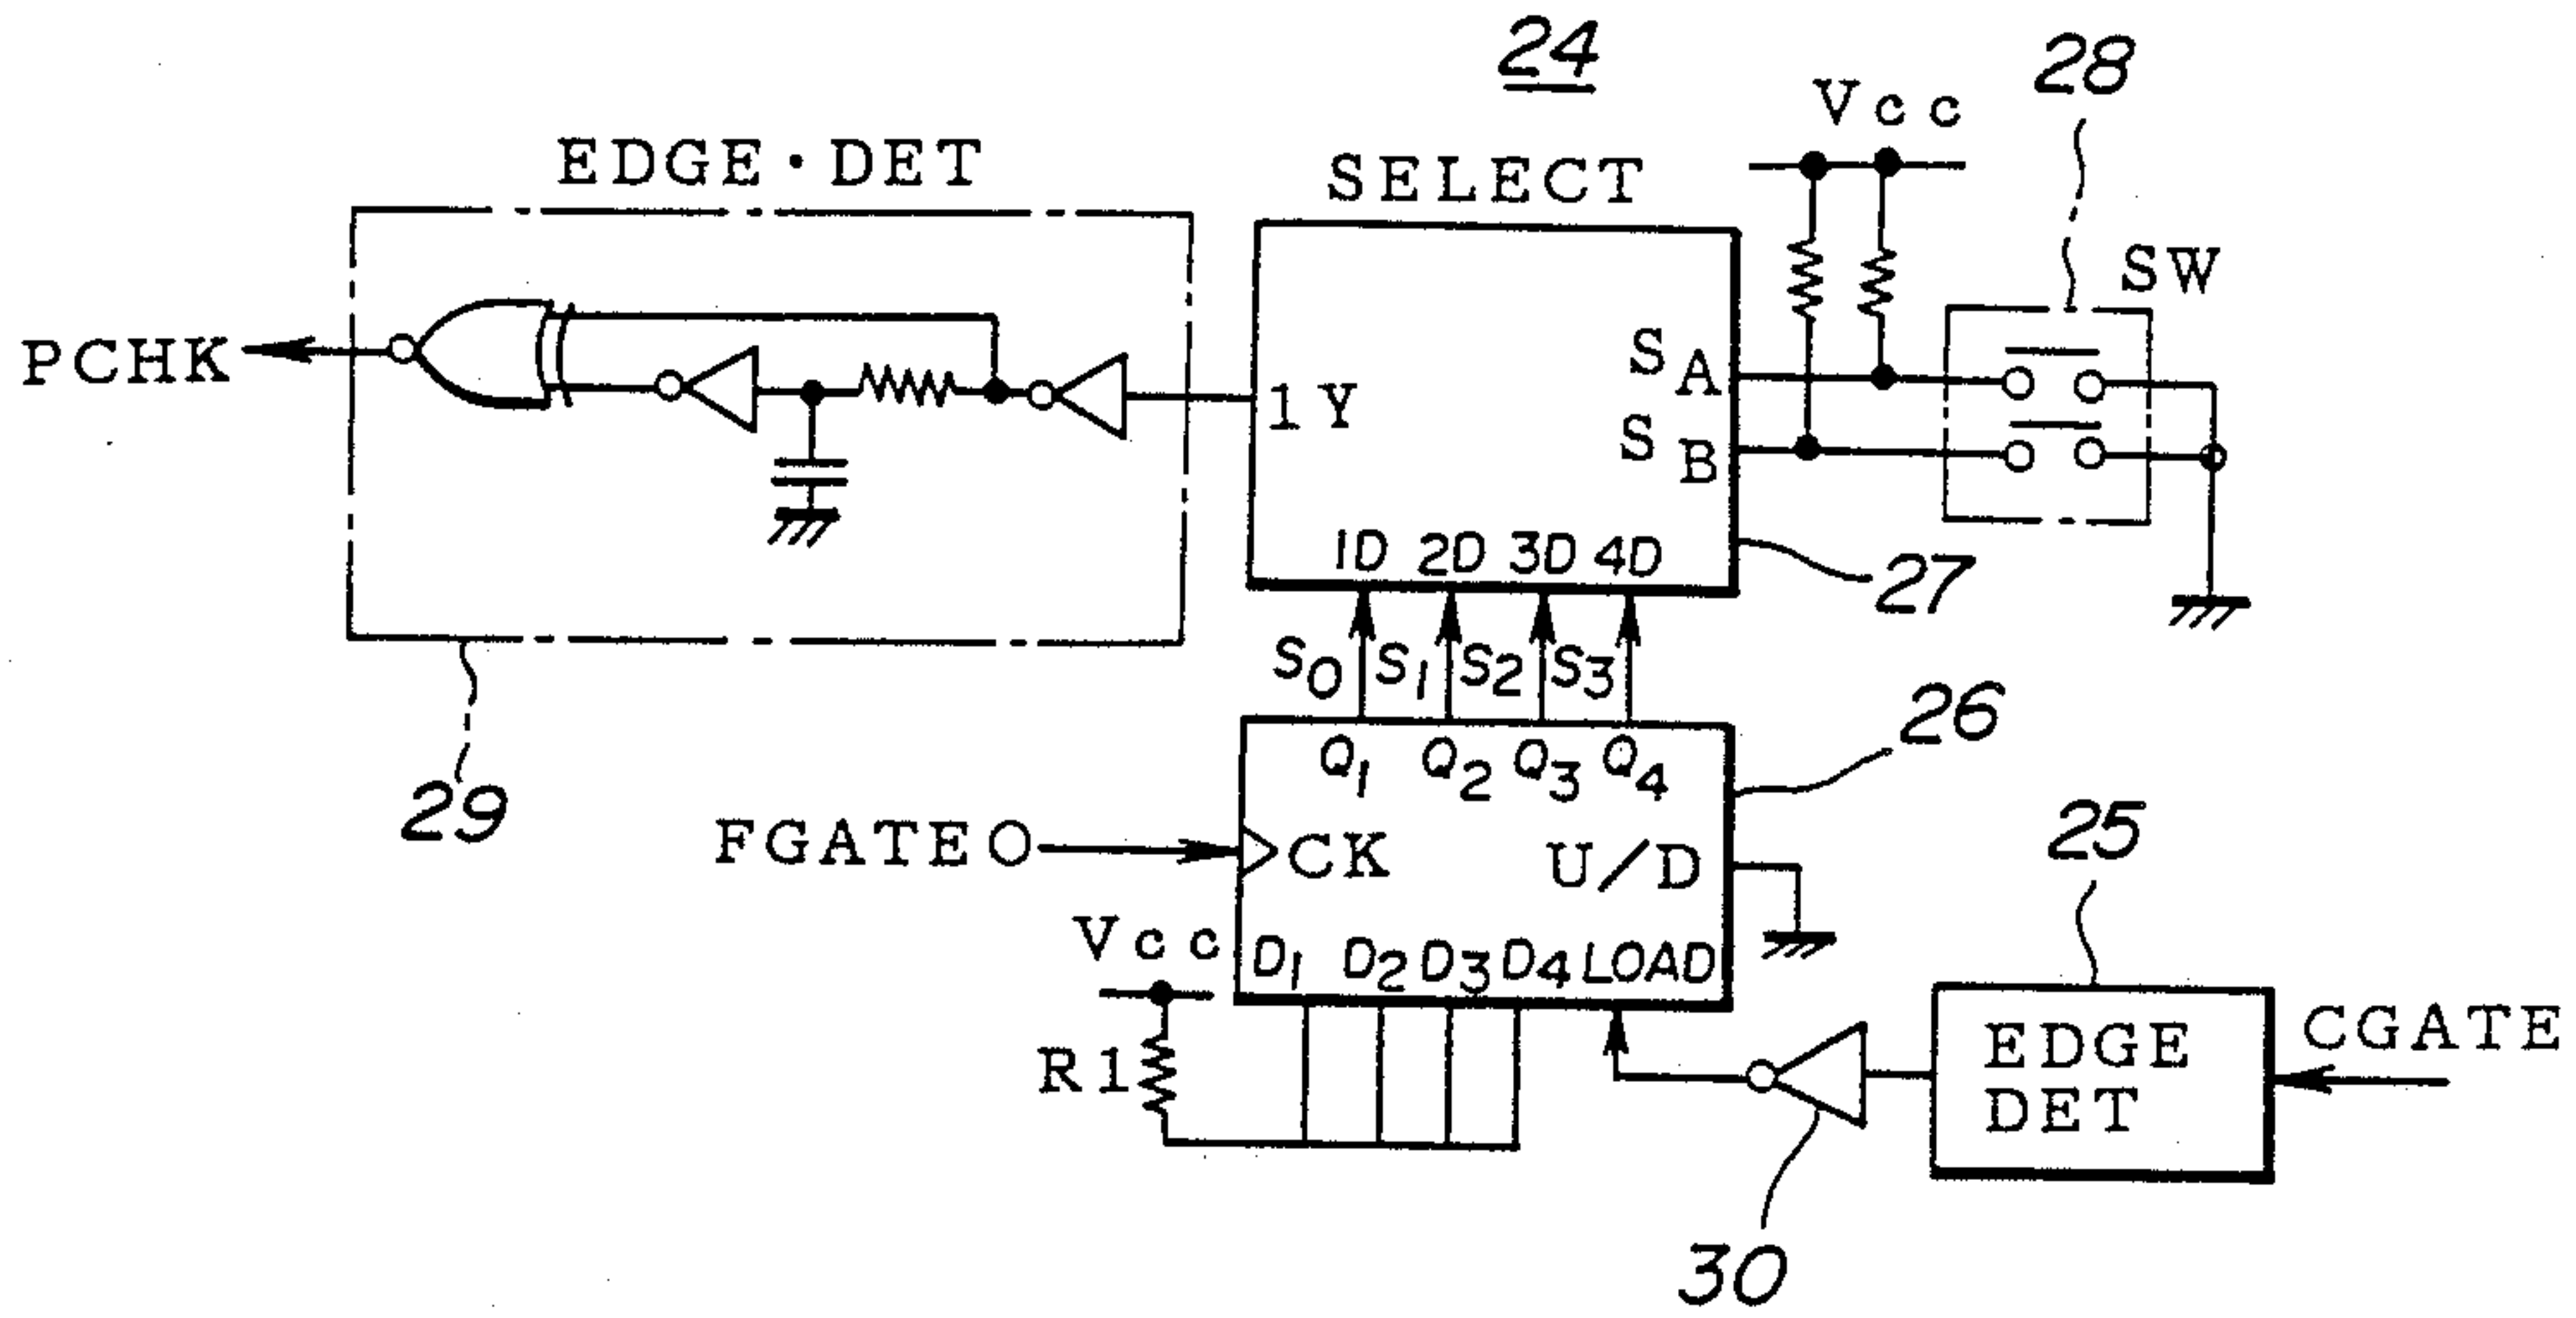 24
28
Vcc
EDGE·DET
SELECT
SW
PCHK
1Y
SA
SB
1D 2D 3D 4D
27
S0 S1 S2 S3
26
29
Q1 Q2 Q3 Q4
FGATE
CK
U/D
25
Vcc
D1 D2 D3 D4 LOAD
R1
EDGE
DET
CGATE
30